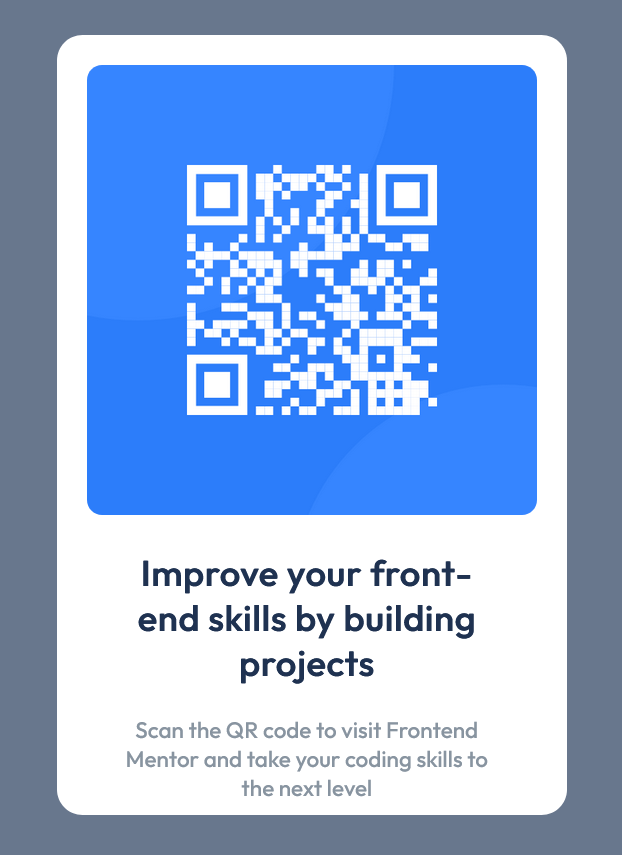 Improve your front-
end skills by building
projects
Scan the QR code to visit Frontend
Mentor and take your coding skills to
the next level